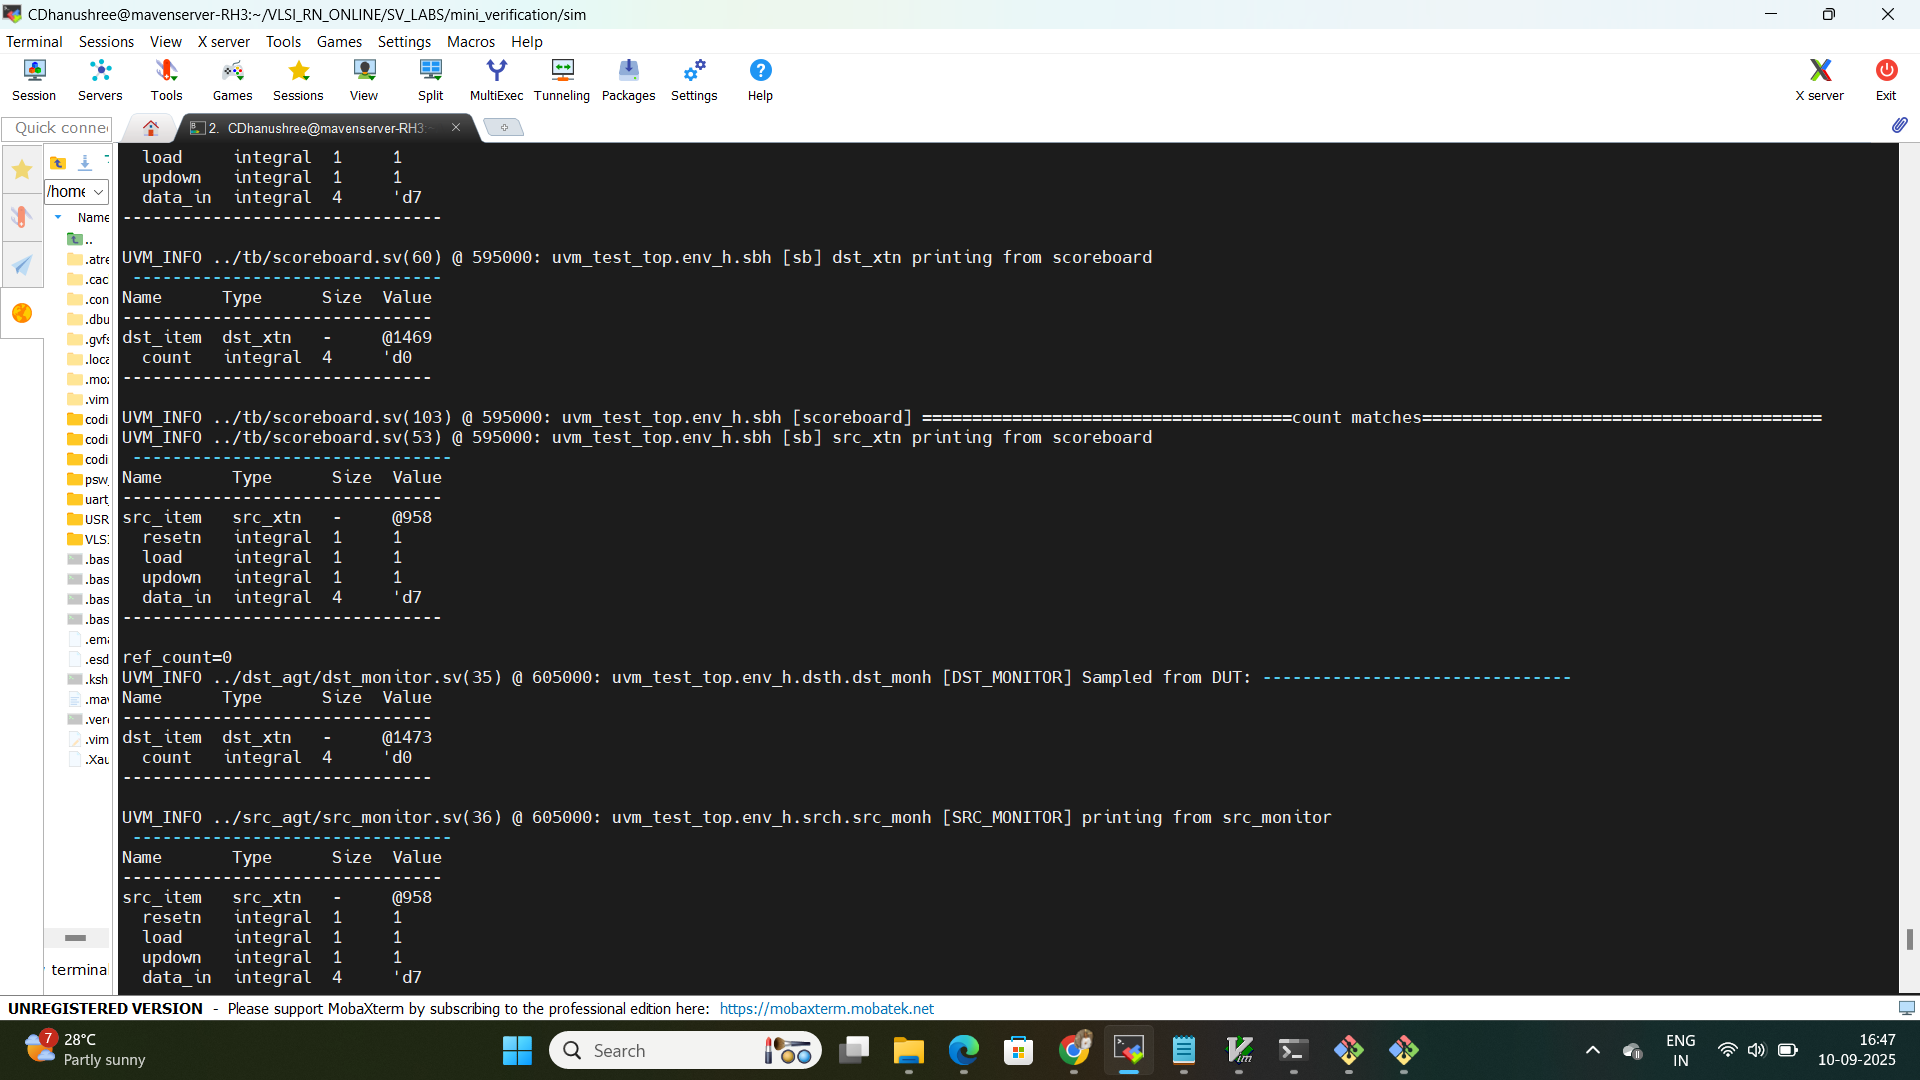 CDhanushree@mavenserver-RH3:~/VLSI_RN_ONLINE/SV_LABS/mini_verification/sim
Terminal Sessions View X server Tools Games Settings Macros Help
Session Servers Tools Games Sessions View Split MultiExec Tunneling Packages Settings Help X server Exit
Quick connec
2. CDhanushree@mavenserver-RH3:~
/home
Name
..
.atre
.cac
.con
.dbu
.gvfs
.loca
.moz
.vim
codi
codi
codi
psw_
uart_
USR
VLSI
.bas
.bas
.bas
.bas
.ema
.esd
.ksh
.mav
.vere
.vim
.Xau
terminal
load integral 1 1
updown integral 1 1
data_in integral 4 'd7
--------------------------------
UVM_INFO ../tb/scoreboard.sv(60) @ 595000: uvm_test_top.env_h.sbh [sb] dst_xtn printing from scoreboard
-------------------------------
Name Type Size Value
-------------------------------
dst_item dst_xtn - @1469
count integral 4 'd0
-------------------------------
UVM_INFO ../tb/scoreboard.sv(103) @ 595000: uvm_test_top.env_h.sbh [scoreboard] =====================================count matches========================================
UVM_INFO ../tb/scoreboard.sv(53) @ 595000: uvm_test_top.env_h.sbh [sb] src_xtn printing from scoreboard
--------------------------------
Name Type Size Value
--------------------------------
src_item src_xtn - @958
resetn integral 1 1
load integral 1 1
updown integral 1 1
data_in integral 4 'd7
--------------------------------
ref_count=0
UVM_INFO ../dst_agt/dst_monitor.sv(35) @ 605000: uvm_test_top.env_h.dsth.dst_monh [DST_MONITOR] Sampled from DUT: -------------------------------
Name Type Size Value
-------------------------------
dst_item dst_xtn - @1473
count integral 4 'd0
-------------------------------
UVM_INFO ../src_agt/src_monitor.sv(36) @ 605000: uvm_test_top.env_h.srch.src_monh [SRC_MONITOR] printing from src_monitor
--------------------------------
Name Type Size Value
--------------------------------
src_item src_xtn - @958
resetn integral 1 1
load integral 1 1
updown integral 1 1
data_in integral 4 'd7
UNREGISTERED VERSION - Please support MobaXterm by subscribing to the professional edition here: https://mobaxterm.mobatek.net
7
28°C
Partly sunny
Search
ENG
IN
16:47
10-09-2025